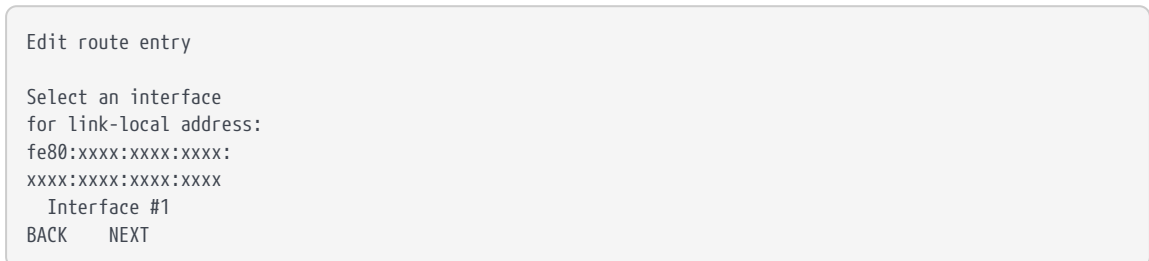 Edit route entry
Select an interface
for link-local address:
fe80:xxxx:xxxx:xxxx:
xxxx:xxxx:xxxx:xxxx
Interface #1
BACK NEXT